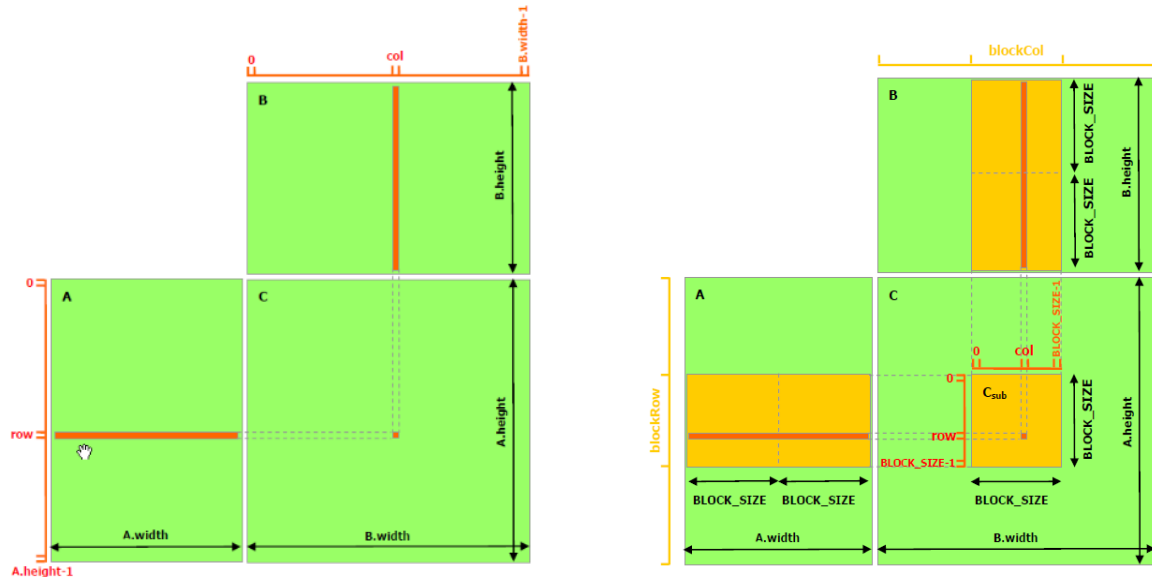 B.width-1
0
col
B
B.height
0
A
C
A.height
row
A.width
B.width
A.height-1
blockCol
B
BLOCK_SIZE
BLOCK_SIZE
B.height
A
C
BLOCK_SIZE-1
0
col
0
Csub
BLOCK_SIZE
A.height
blockRow
row
BLOCK_SIZE-1
BLOCK_SIZE
BLOCK_SIZE
BLOCK_SIZE
A.width
B.width